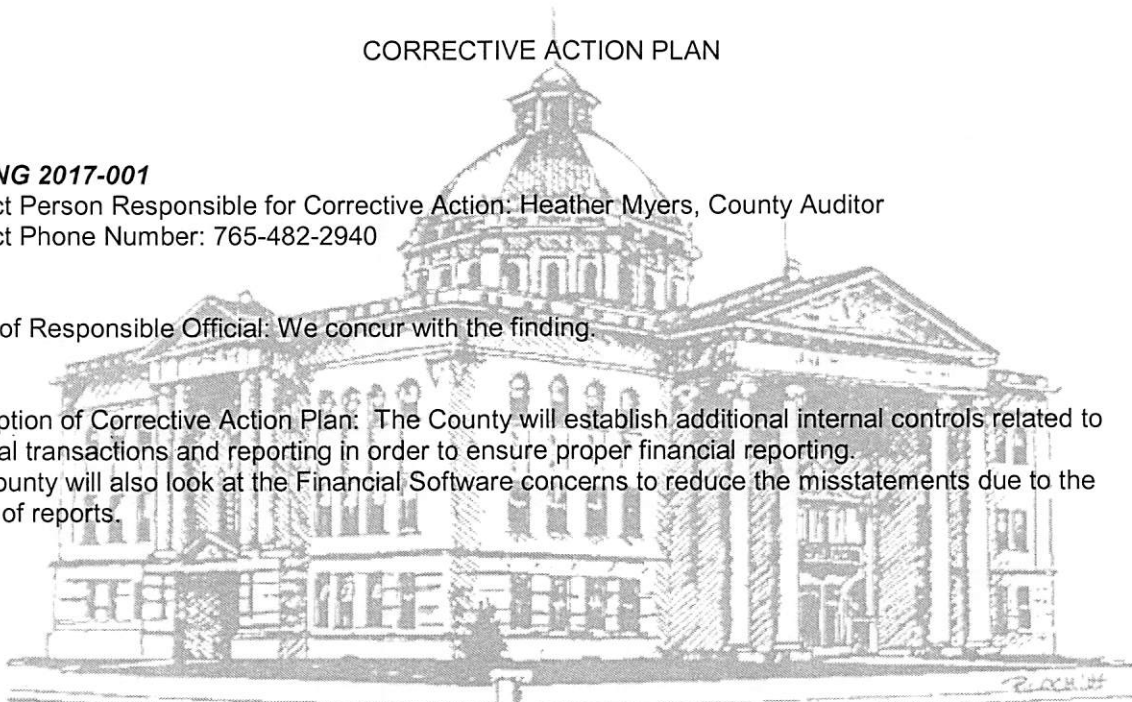 CORRECTIVE ACTION PLAN
NG 2017-001
ct Person Responsible for Corrective Action: Heather Myers, County Auditor
ct Phone Number: 765-482-2940
of Responsible Official: We concur with the finding.
ption of Corrective Action Plan: The County will establish additional internal controls related to
al transactions and reporting in order to ensure proper financial reporting.
ounty will also look at the Financial Software concerns to reduce the misstatements due to the
of reports.